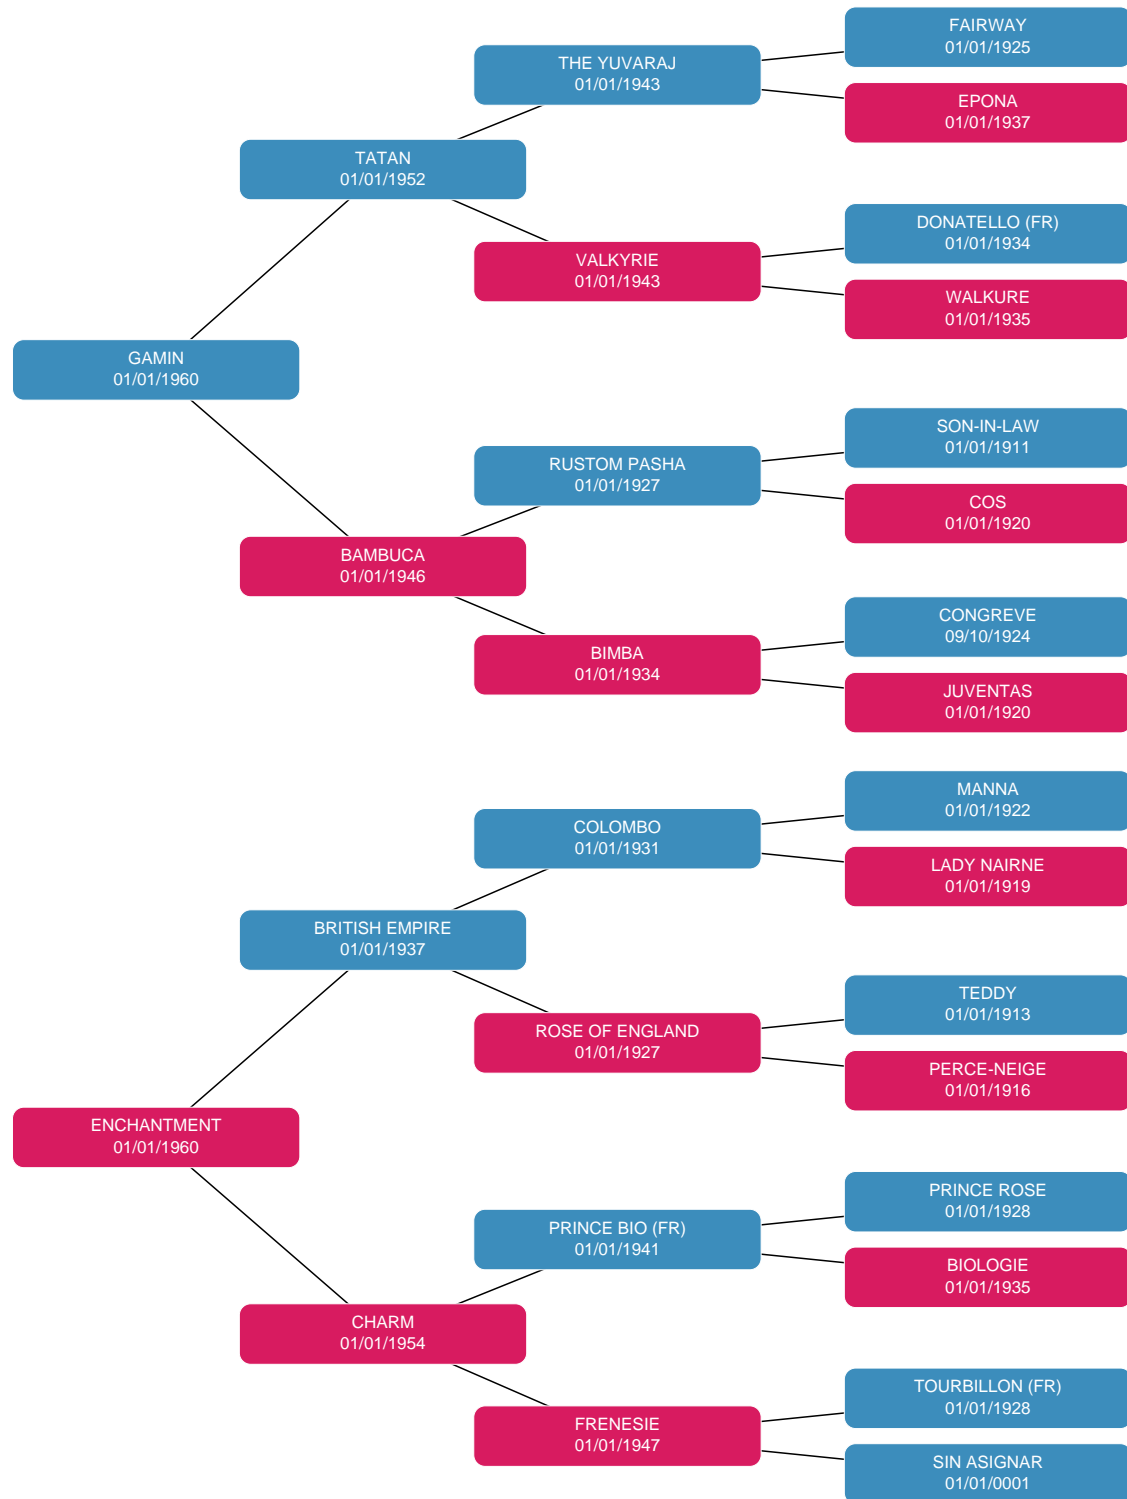 FAIRWAY
01/01/1925
THE YUVARAJ
01/01/1943
EPONA
01/01/1937
TATAN
01/01/1952
DONATELLO (FR)
01/01/1934
VALKYRIE
01/01/1943
WALKURE
01/01/1935
GAMIN
01/01/1960
SON-IN-LAW
01/01/1911
RUSTOM PASHA
01/01/1927
COS
01/01/1920
BAMBUCA
01/01/1946
CONGREVE
09/10/1924
BIMBA
01/01/1934
JUVENTAS
01/01/1920
MANNA
01/01/1922
COLOMBO
01/01/1931
LADY NAIRNE
01/01/1919
BRITISH EMPIRE
01/01/1937
TEDDY
01/01/1913
ROSE OF ENGLAND
01/01/1927
PERCE-NEIGE
01/01/1916
ENCHANTMENT
01/01/1960
PRINCE ROSE
01/01/1928
PRINCE BIO (FR)
01/01/1941
BIOLOGIE
01/01/1935
CHARM
01/01/1954
TOURBILLON (FR)
01/01/1928
FRENESIE
01/01/1947
SIN ASIGNAR
01/01/0001